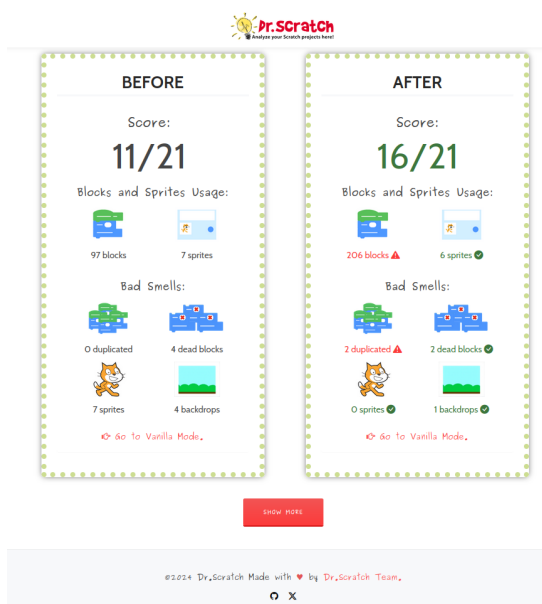 Dr.Scratch
Analyze your Scratch projects here!
BEFORE
Score:
11/21
Blocks and Sprites Usage:
97 blocks
7 sprites
Bad Smells:
0 duplicated
4 dead blocks
7 sprites
4 backdrops
Go to Vanilla Mode.
AFTER
Score:
16/21
Blocks and Sprites Usage:
206 blocks
6 sprites
Bad Smells:
2 duplicated
2 dead blocks
0 sprites
1 backdrops
Go to Vanilla Mode.
SHOW MORE
©2024 Dr.Scratch Made with ♥ by Dr.Scratch Team.